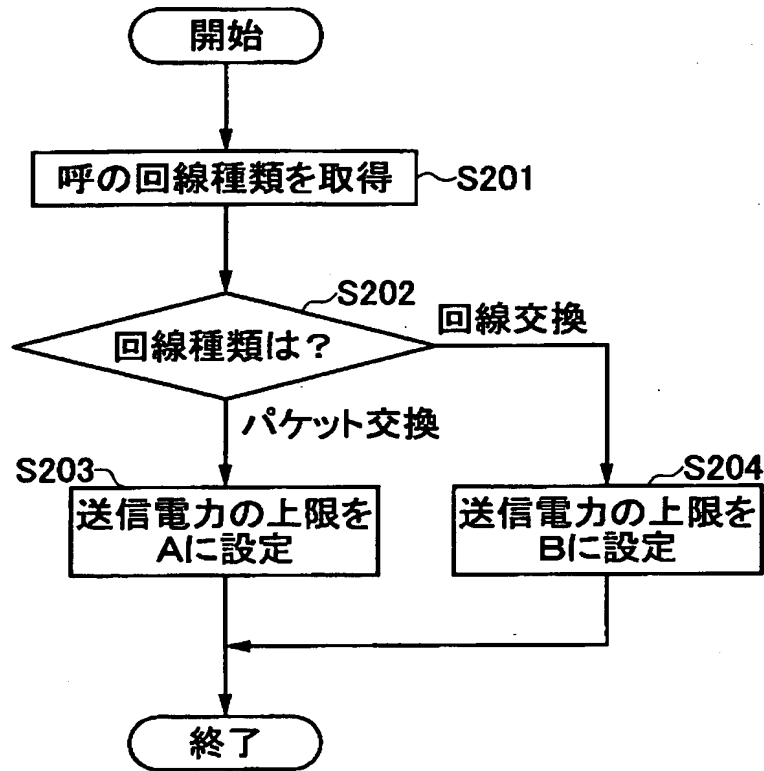 開始
呼の回線種類を取得
S201
S202
回線種類は?
回線交換
パケット交換
S203
送信電力の上限を
Aに設定
S204
送信電力の上限を
Bに設定
終了